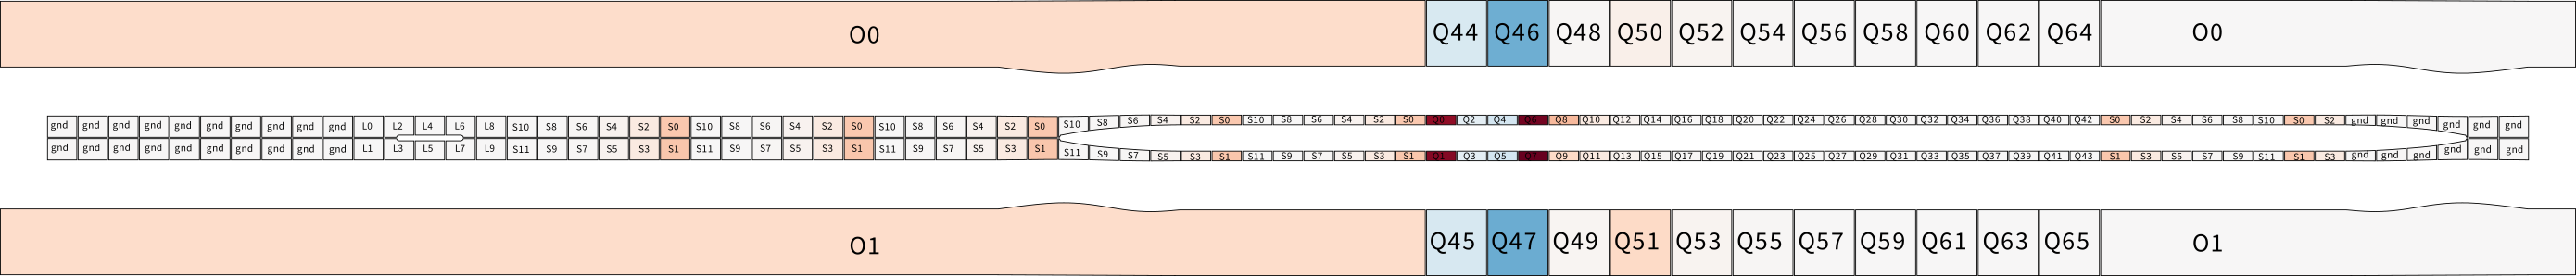 O0 Q44 Q46 Q48 Q50 Q52 Q54 Q56 Q58 Q60 Q62 Q64 O0
gnd gnd gnd gnd gnd gnd gnd gnd gnd gnd L0 L2 L4 L6 L8 S10 S8 S6 S4 S2 S0 S10 S8 S6 S4 S2 S0 S10 S8 S6 S4 S2 S0 S10 S8 S6 S4 S2 S0 S10 S8 S6 S4 S2 S0 Q0 Q2 Q4 Q6 Q8 Q10 Q12 Q14 Q16 Q18 Q20 Q22 Q24 Q26 Q28 Q30 Q32 Q34 Q36 Q38 Q40 Q42 S0 S2 S4 S6 S8 S10 S0 S2 gnd gnd gnd gnd gnd gnd
gnd gnd gnd gnd gnd gnd gnd gnd gnd gnd L1 L3 L5 L7 L9 S11 S9 S7 S5 S3 S1 S11 S9 S7 S5 S3 S1 S11 S9 S7 S5 S3 S1 S11 S9 S7 S5 S3 S1 S11 S9 S7 S5 S3 S1 Q1 Q3 Q5 Q7 Q9 Q11 Q13 Q15 Q17 Q19 Q21 Q23 Q25 Q27 Q29 Q31 Q33 Q35 Q37 Q39 Q41 Q43 S1 S3 S5 S7 S9 S11 S1 S3 gnd gnd gnd gnd gnd gnd
O1 Q45 Q47 Q49 Q51 Q53 Q55 Q57 Q59 Q61 Q63 Q65 O1